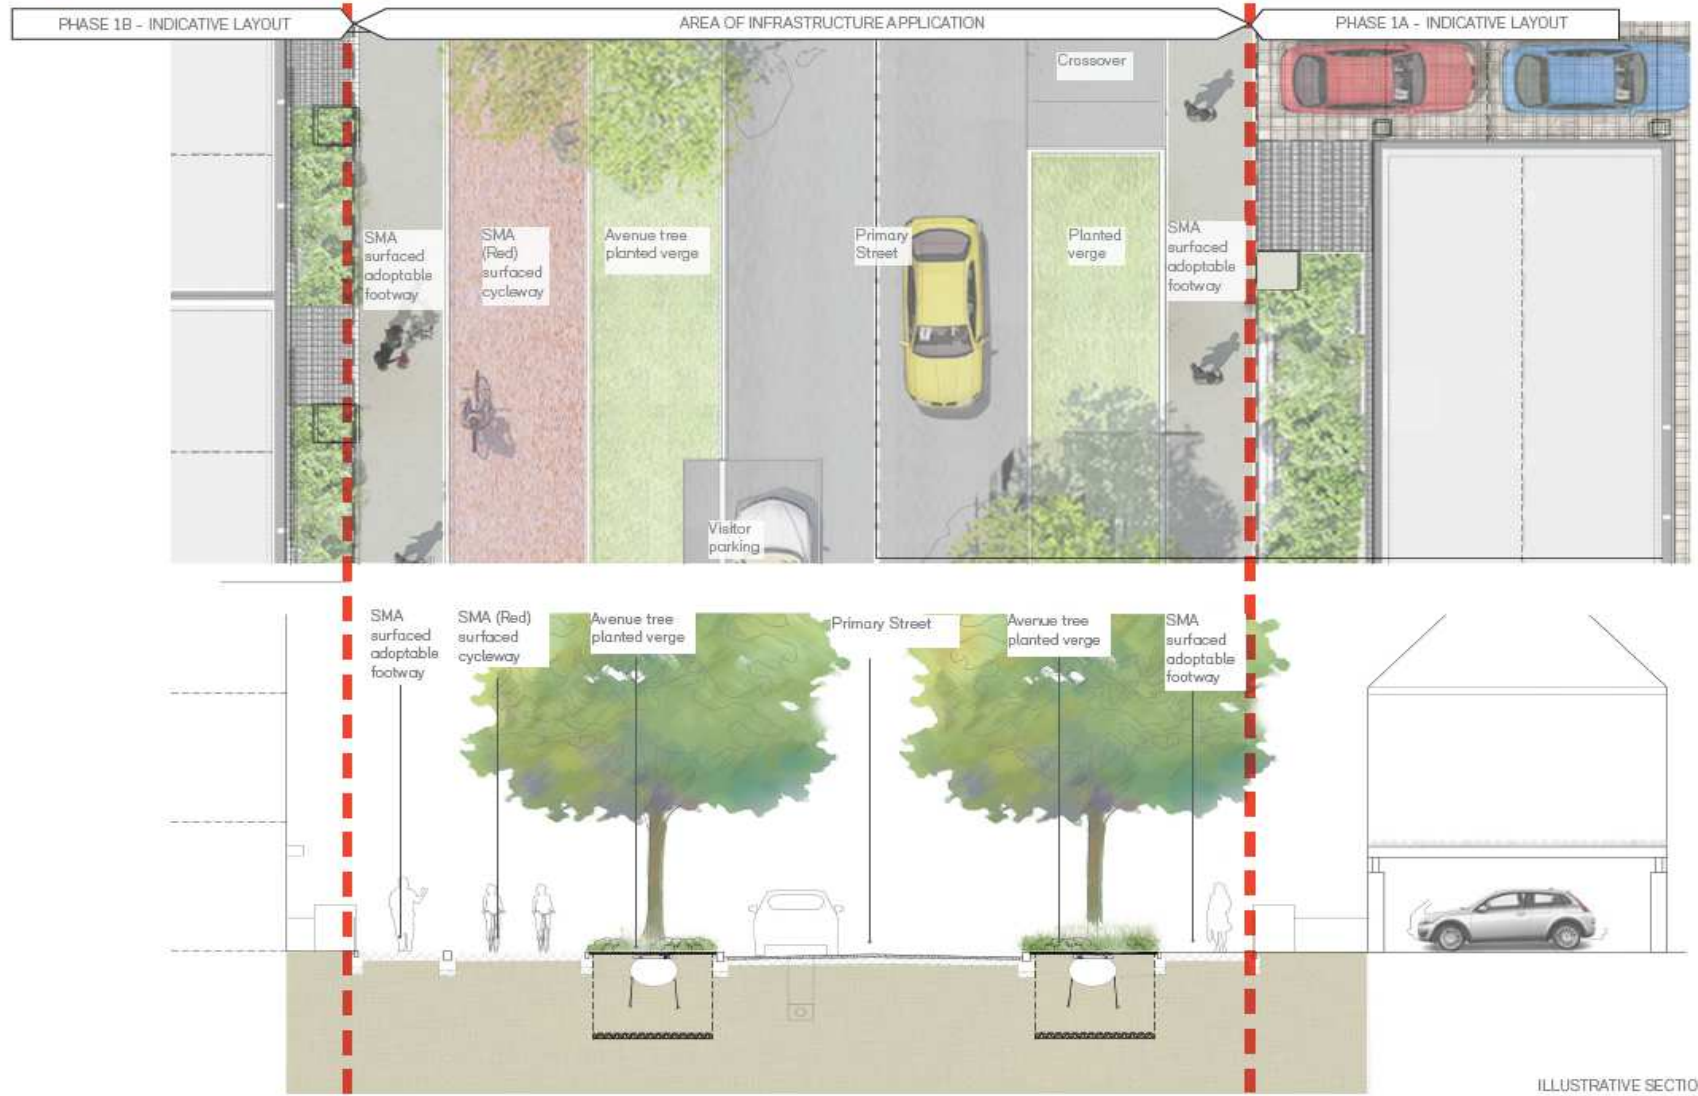 PHASE 1B - INDICATIVE LAYOUT
AREA OF INFRASTRUCTURE APPLICATION
PHASE 1A - INDICATIVE LAYOUT
Crossover
SMA
surfaced
adoptable
footway
SMA
(Red)
surfaced
cycleway
Avenue tree
planted verge
Primary
Street
Planted
verge
SMA
surfaced
adoptable
footway
Visitor
parking
SMA
surfaced
adoptable
footway
SMA (Red)
surfaced
cycleway
Avenue tree
planted verge
Primary Street
Avenue tree
planted verge
SMA
surfaced
adoptable
footway
ILLUSTRATIVE SECTIO